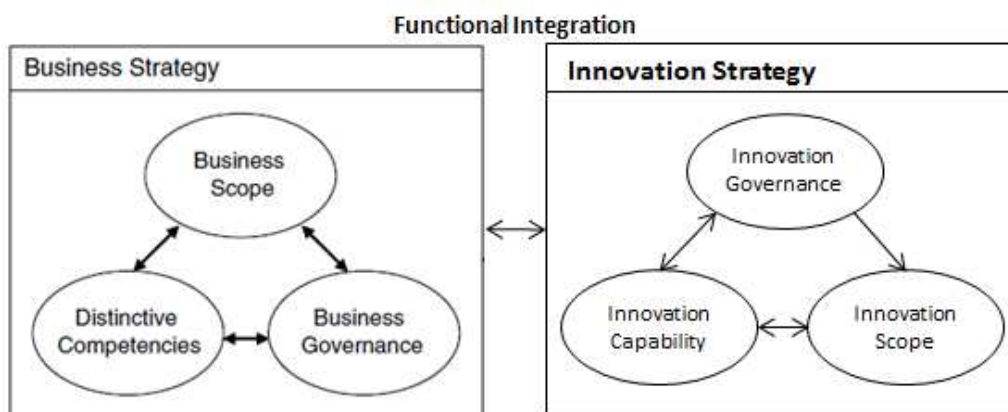 Functional Integration
Business Strategy
Business
Scope
Distinctive
Competencies
Business
Governance
Innovation Strategy
Innovation
Governance
Innovation
Capability
Innovation
Scope